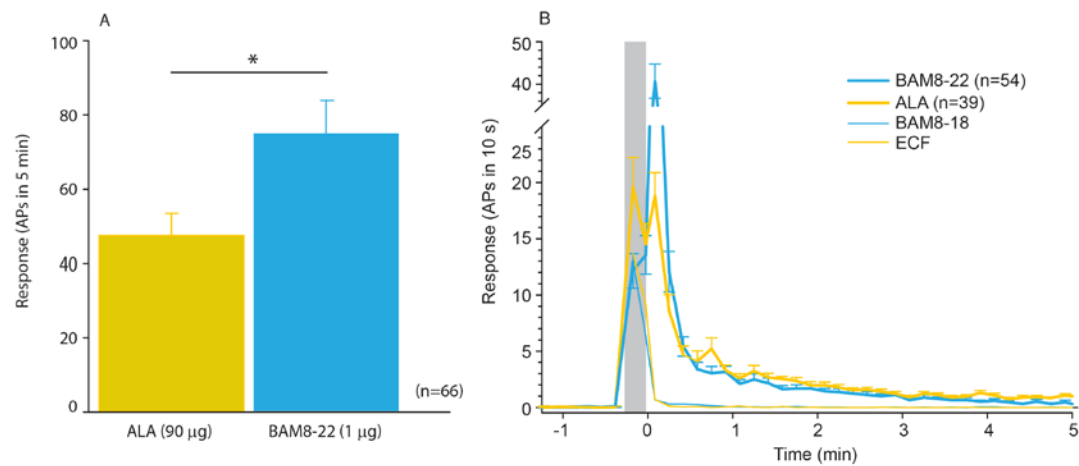 A
100
80
60
40
20
0
Response (APs in 5 min)
*
(n=66)
ALA (90 μg)
BAM8-22 (1 μg)
B
50
40
20
15
10
5
0
Response (APs in 10 s)
BAM8-22 (n=54)
ALA (n=39)
BAM8-18
ECF
-1
0
1
2
3
4
5
Time (min)